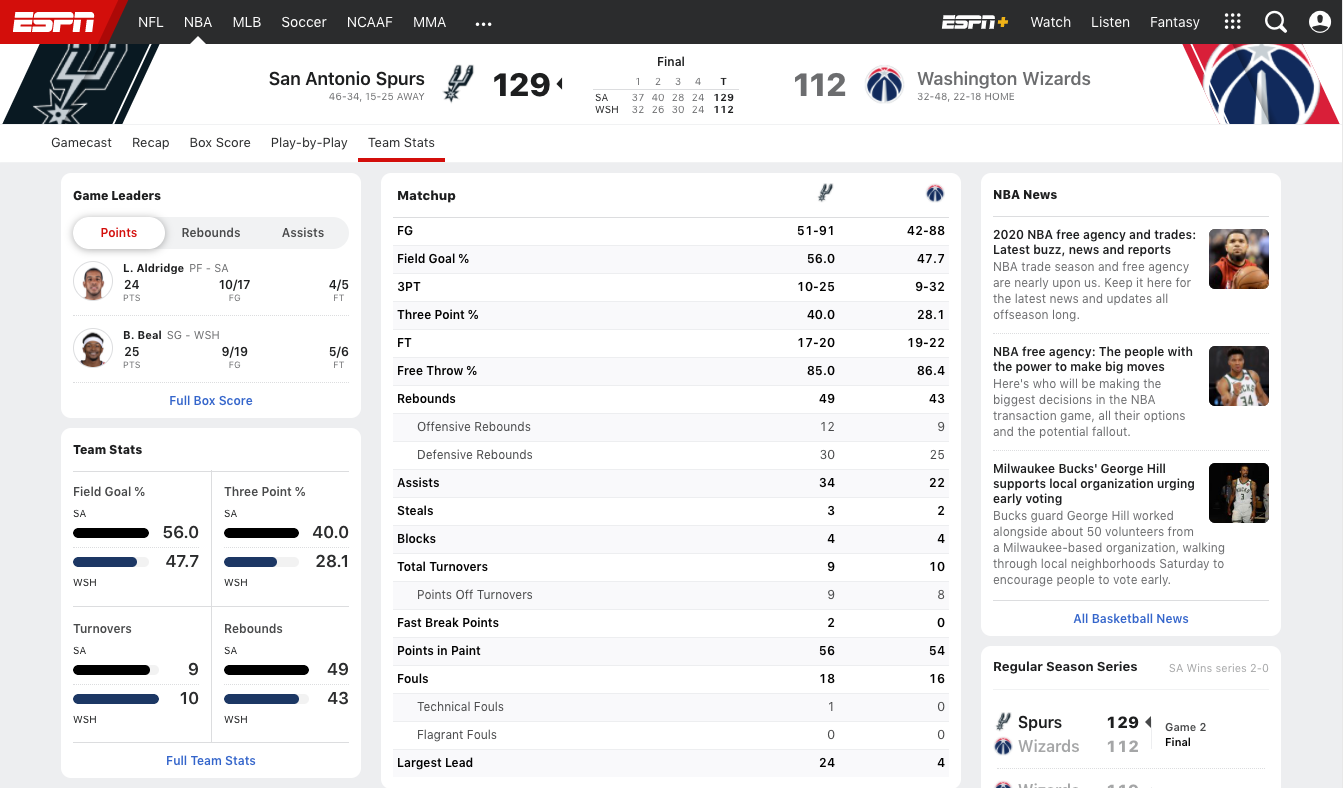 ESPN NFL NBA MLB Soccer NCAAF MMA ... ESPN+ Watch Listen Fantasy
San Antonio Spurs
46-34, 15-25 AWAY
129
Final
1 2 3 4 T
SA 37 40 28 24 129
WSH 32 26 30 24 112
112
Washington Wizards
32-48, 22-18 HOME
Gamecast Recap Box Score Play-by-Play Team Stats
Game Leaders
Points Rebounds Assists
L. Aldridge PF - SA
24 10/17 4/5
PTS FG FT
B. Beal SG - WSH
25 9/19 5/6
PTS FG FT
Full Box Score
Team Stats
Field Goal %
SA
56.0
47.7
WSH
Three Point %
SA
40.0
28.1
WSH
Turnovers
SA
9
10
WSH
Rebounds
SA
49
43
WSH
Full Team Stats
Matchup
FG 51-91 42-88
Field Goal % 56.0 47.7
3PT 10-25 9-32
Three Point % 40.0 28.1
FT 17-20 19-22
Free Throw % 85.0 86.4
Rebounds 49 43
Offensive Rebounds 12 9
Defensive Rebounds 30 25
Assists 34 22
Steals 3 2
Blocks 4 4
Total Turnovers 9 10
Points Off Turnovers 9 8
Fast Break Points 2 0
Points in Paint 56 54
Fouls 18 16
Technical Fouls 1 0
Flagrant Fouls 0 0
Largest Lead 24 4
NBA News
2020 NBA free agency and trades:
Latest buzz, news and reports
NBA trade season and free agency
are nearly upon us. Keep it here for
the latest news and updates all
offseason long.
NBA free agency: The people with
the power to make big moves
Here's who will be making the
biggest decisions in the NBA
transaction game, all their options
and the potential fallout.
Milwaukee Bucks' George Hill
supports local organization urging
early voting
Bucks guard George Hill worked
alongside about 50 volunteers from
a Milwaukee-based organization, walking
through local neighborhoods Saturday to
encourage people to vote early.
All Basketball News
Regular Season Series SA Wins series 2-0
Spurs 129
Wizards 112
Game 2
Final